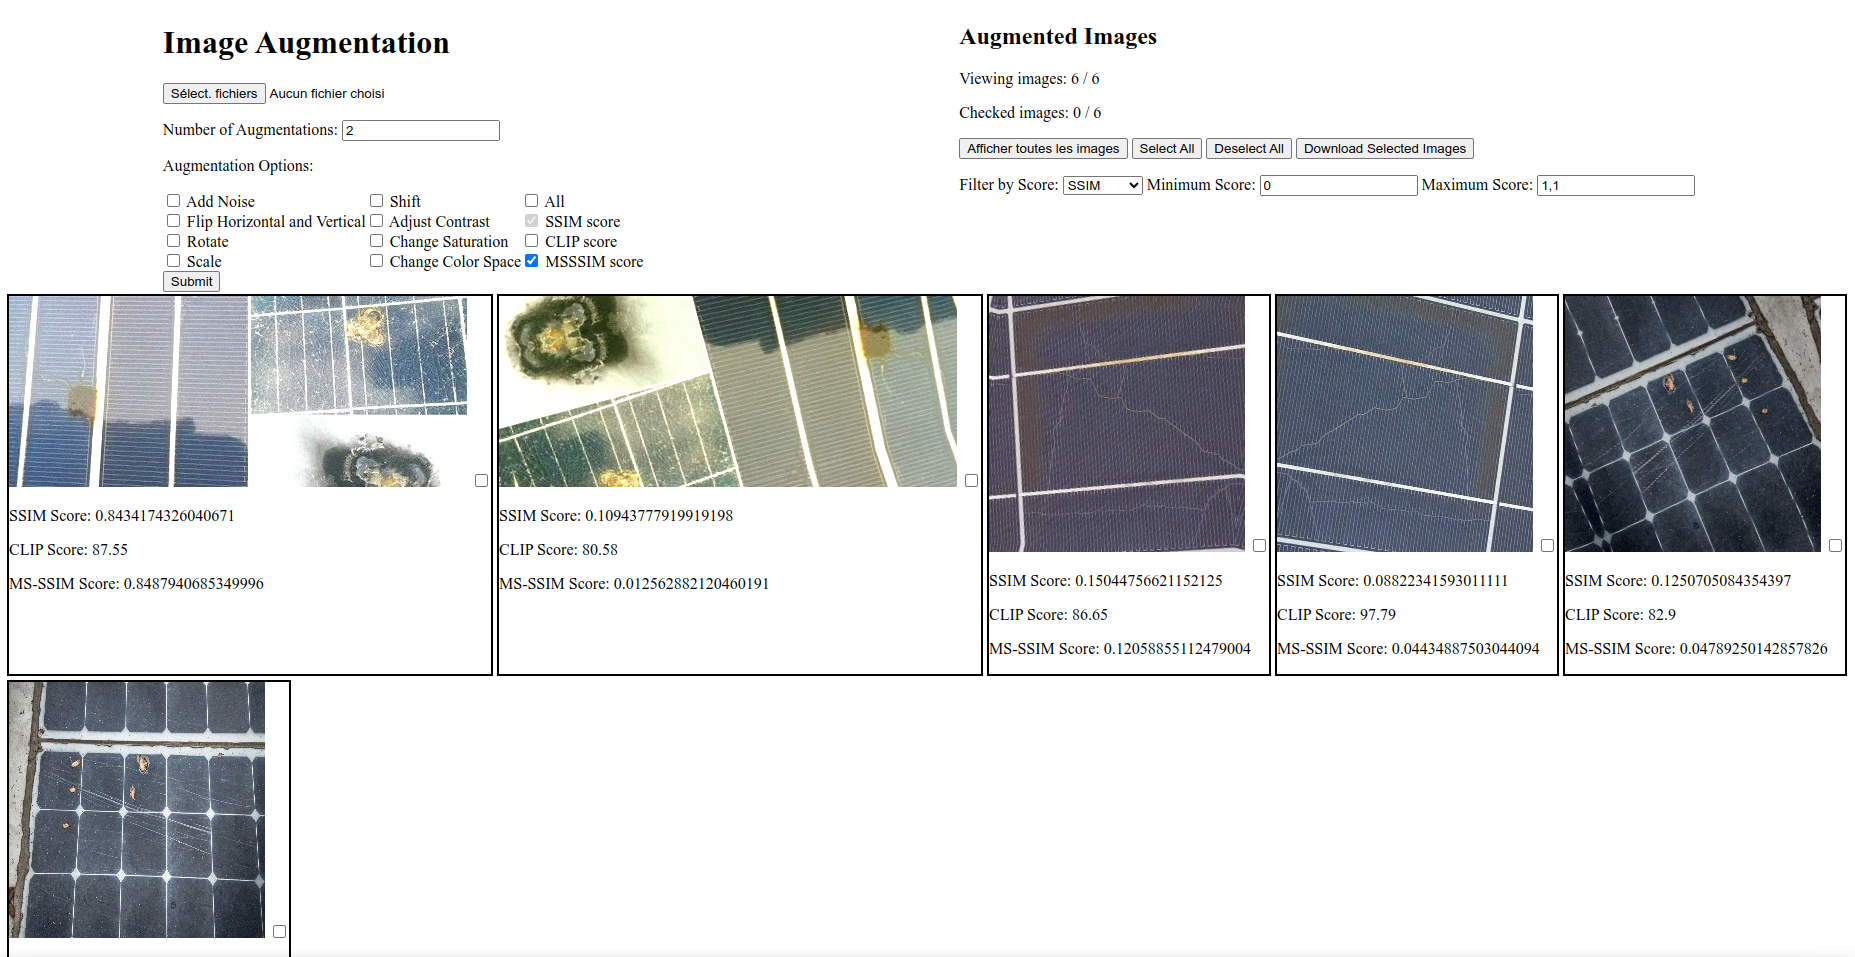 Image Augmentation
Sélect. fichiers Aucun fichier choisi
Number of Augmentations: 2
Augmentation Options:
Add Noise Shift All
Flip Horizontal and Vertical Adjust Contrast SSIM score
Rotate Change Saturation CLIP score
Scale Change Color Space MSSSIM score
Submit
Augmented Images
Viewing images: 6 / 6
Checked images: 0 / 6
Afficher toutes les images Select All Deselect All Download Selected Images
Filter by Score: SSIM Minimum Score: 0 Maximum Score: 1,1
SSIM Score: 0.8434174326040671
CLIP Score: 87.55
MS-SSIM Score: 0.8487940685349996
SSIM Score: 0.10943777919919198
CLIP Score: 80.58
MS-SSIM Score: 0.012562882120460191
SSIM Score: 0.15044756621152125
CLIP Score: 86.65
MS-SSIM Score: 0.12058855112479004
SSIM Score: 0.08822341593011111
CLIP Score: 97.79
MS-SSIM Score: 0.04434887503044094
SSIM Score: 0.1250705084354397
CLIP Score: 82.9
MS-SSIM Score: 0.04789250142857826